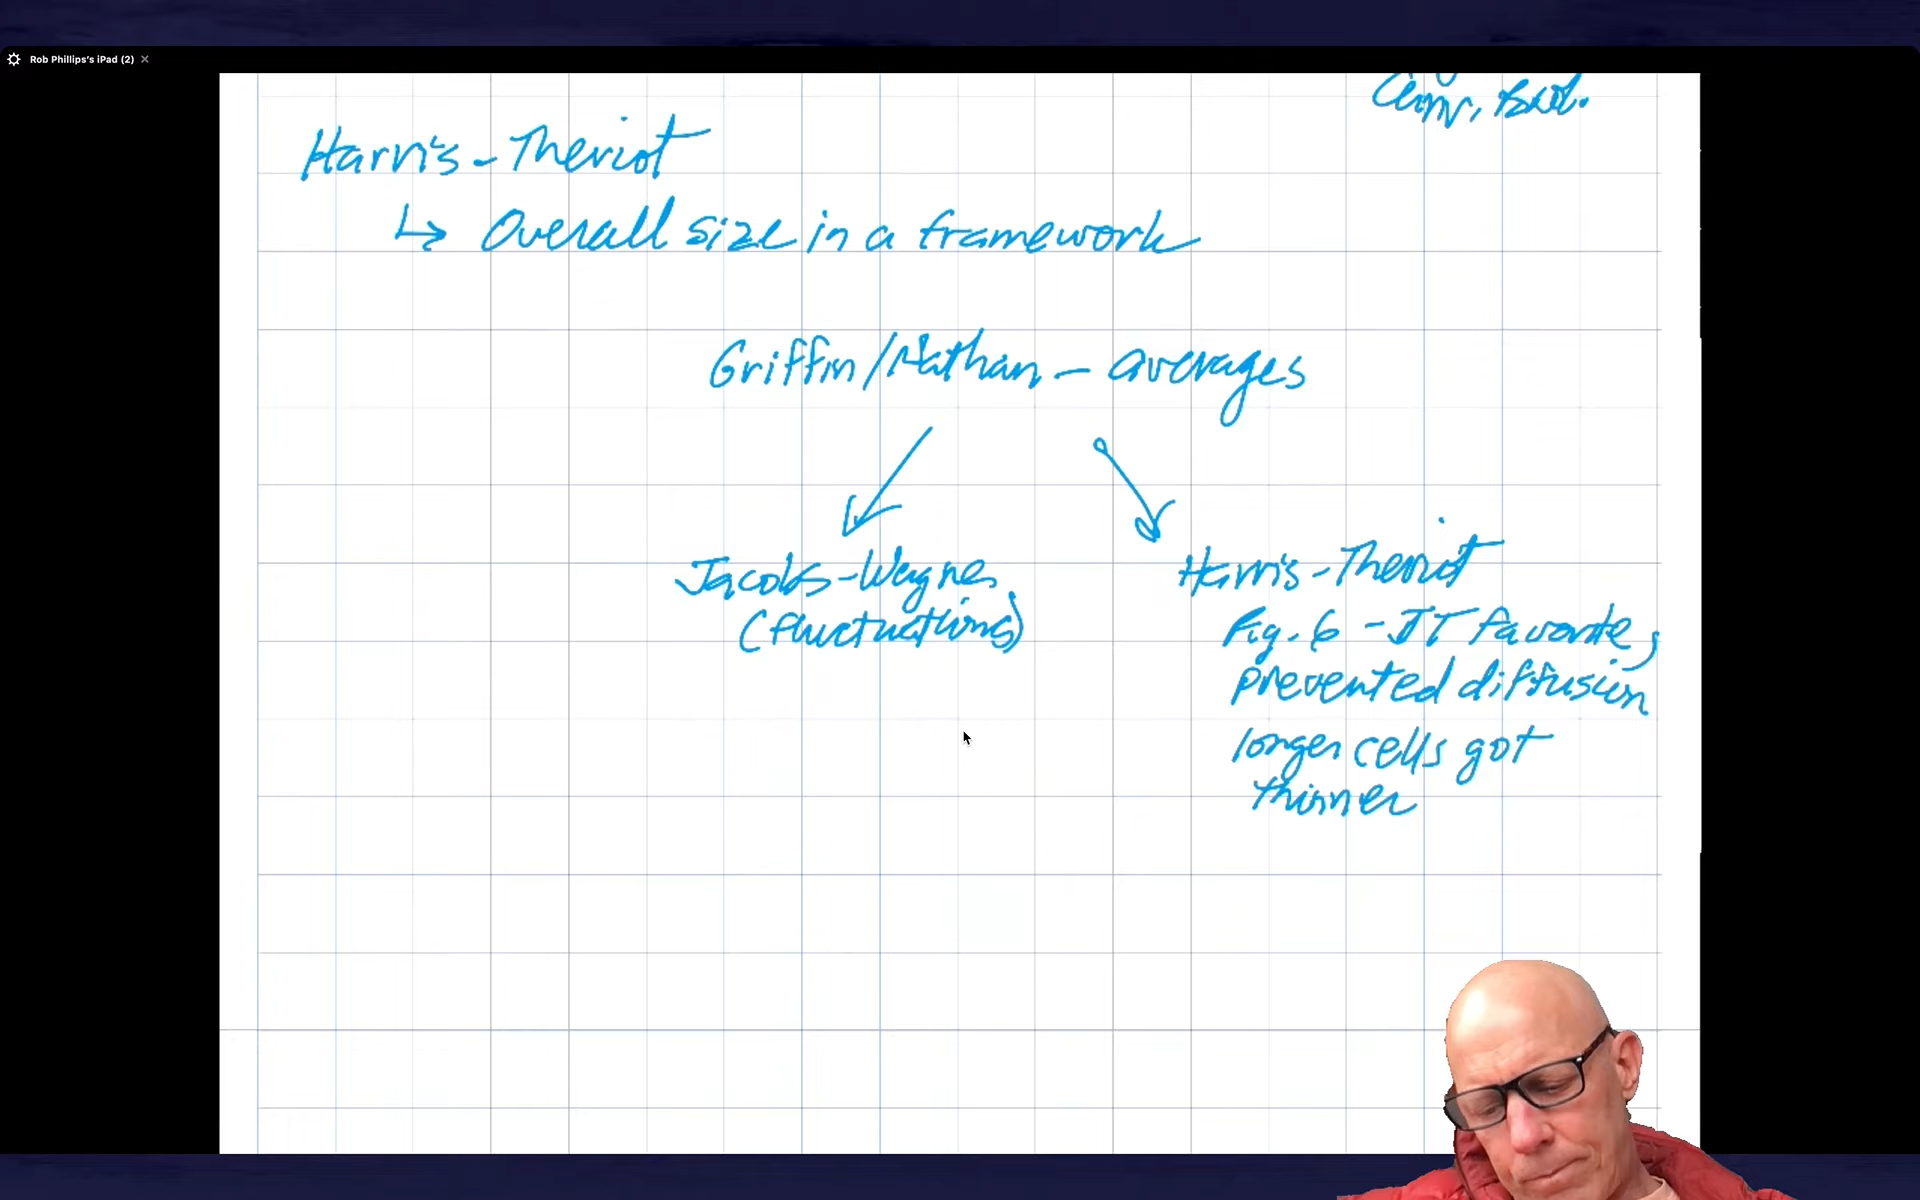 Rob Phillips's iPad (2)
Biol.
Harris - Theriot
↳ Overall size in a framework
Griffin/Nathan - averages
Jacobs-Wagner
(fluctuations)
Harris - Theriot
Fig. 6 - JT favorite,
prevented diffusion
longer cells got
thinner